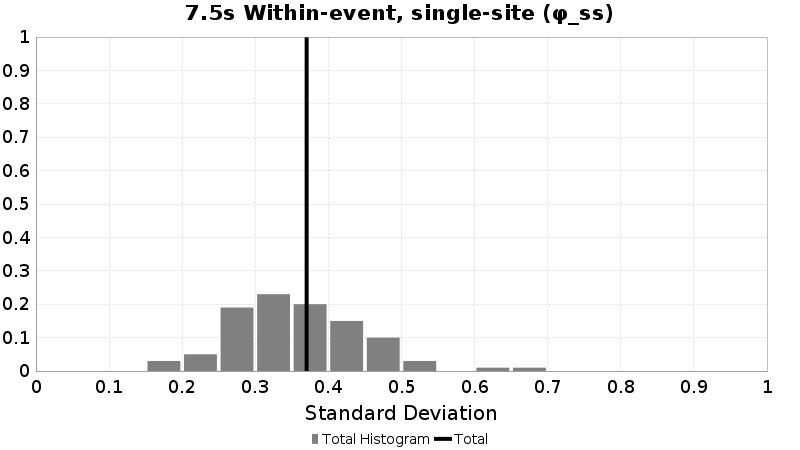 7.5s Within-event, single-site (φ_ss)
1
0.9
0.8
0.7
0.6
0.5
0.4
0.3
0.2
0.1
0
0 0.1 0.2 0.3 0.4 0.5 0.6 0.7 0.8 0.9 1
Standard Deviation
Total Histogram Total